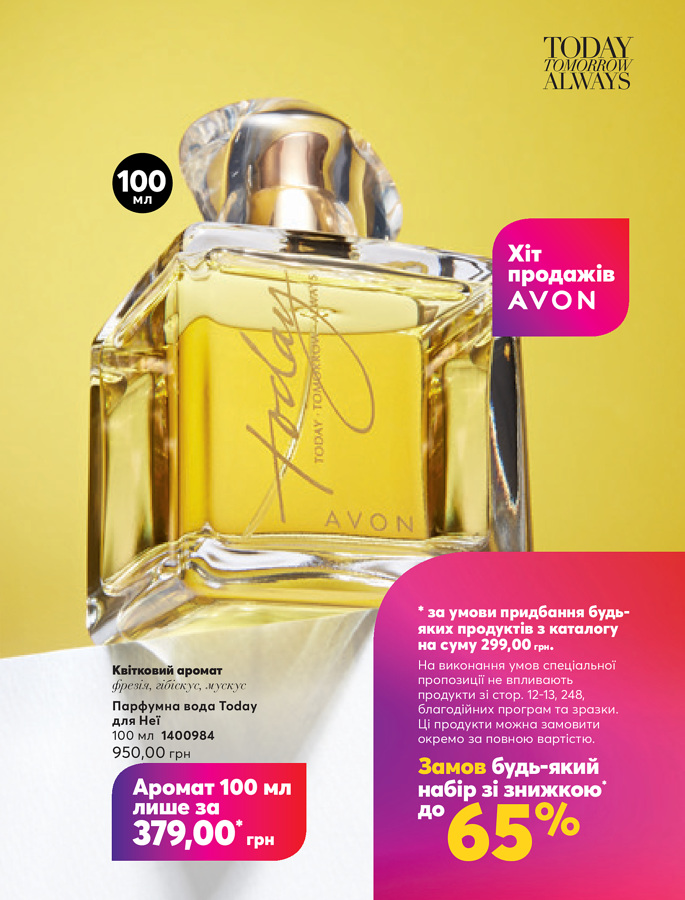 TODAY
TOMORROW
ALWAYS
100
мл
Хіт
продажів
AVON
today
TODAY · TOMORROW · ALWAYS
AVON
Квітковий аромат
фрезія, гібіскус, мускус
Парфумна вода Today
для Неї
100 мл 1400984
950,00 грн
Аромат 100 мл
лише за
379,00* грн
* за умови придбання будь-
яких продуктів з каталогу
на суму 299,00 грн.
На виконання умов спеціальної
пропозиції не впливають
продукти зі стор. 12-13, 248,
благодійних програм та зразки.
Ці продукти можна замовити
окремо за повною вартістю.
Замов будь-який
набір зі знижкою*
до 65%